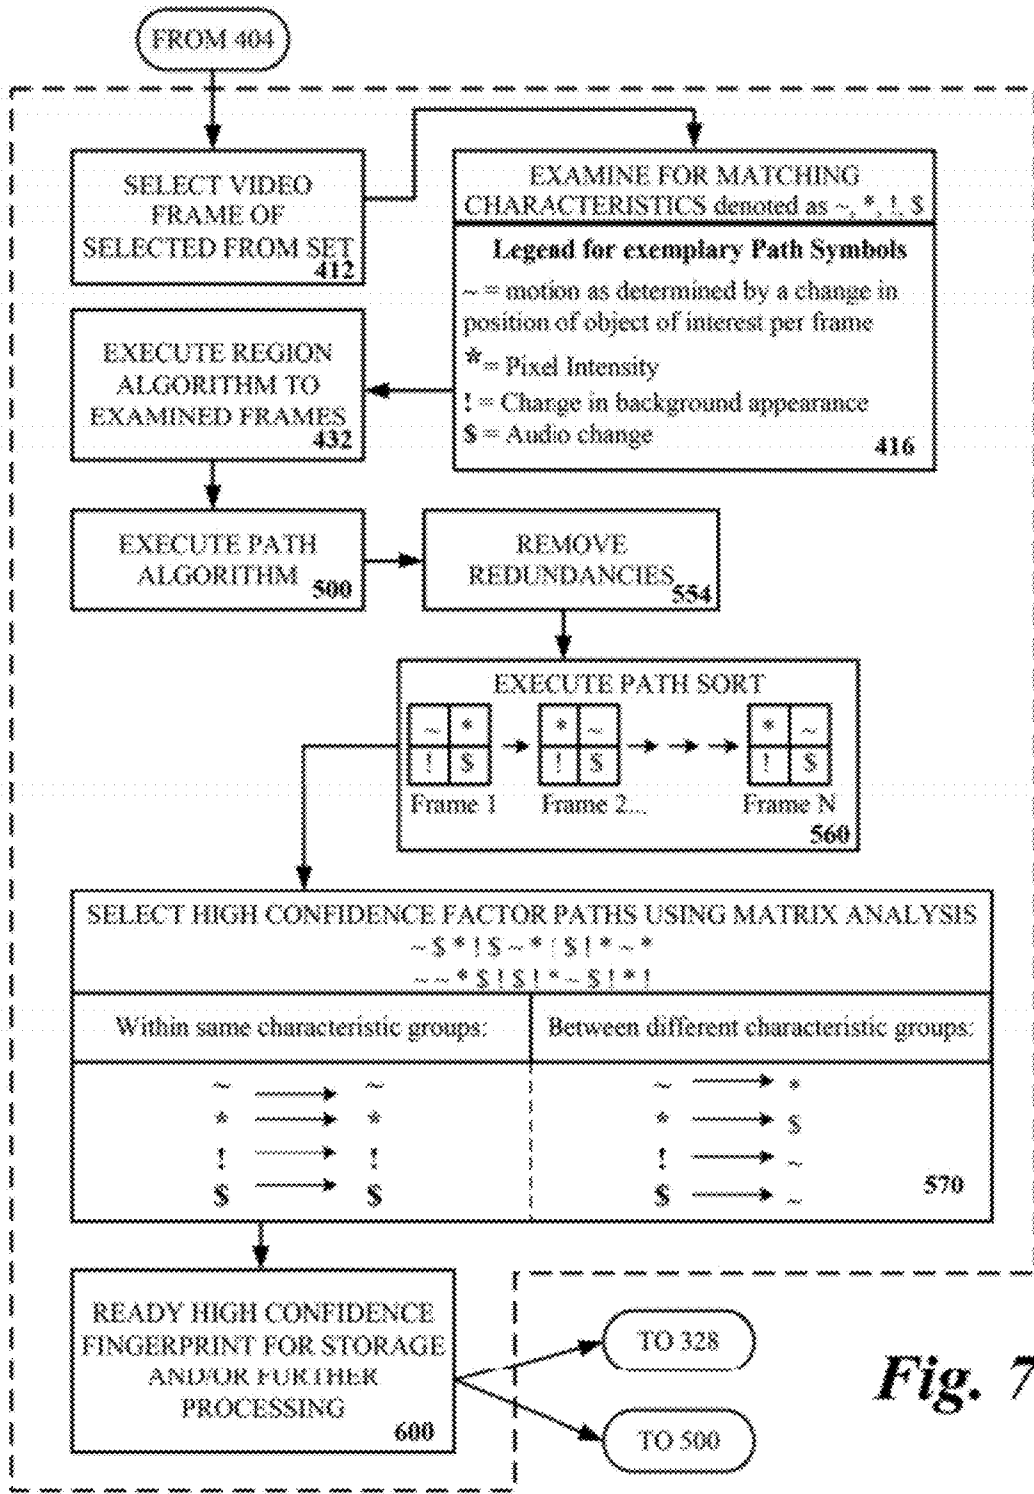 FROM 404
SELECT VIDEO
FRAME OF
SELECTED FROM SET
412
EXAMINE FOR MATCHING
CHARACTERISTICS denoted as ~, *, !, $
Legend for exemplary Path Symbols
~ = motion as determined by a change in
position of object of interest per frame
* = Pixel Intensity
! = Change in background appearance
$ = Audio change
416
EXECUTE REGION
ALGORITHM TO
EXAMINED FRAMES
432
EXECUTE PATH
ALGORITHM
500
REMOVE
REDUNDANCIES
554
EXECUTE PATH SORT
~ * * ~ * ~
! $ ! $ ! $
Frame 1 Frame 2... Frame N
560
SELECT HIGH CONFIDENCE FACTOR PATHS USING MATRIX ANALYSIS
~ $ * ! $ ~ * ! $ ! * ~ *
~ ~ * $ ! $ ! * ~ $ ! * !
Within same characteristic groups: Between different characteristic groups:
~ ~ ~ *
* * * $
! ! ! ~
$ $ $ ~
570
READY HIGH CONFIDENCE
FINGERPRINT FOR STORAGE
AND/OR FURTHER
PROCESSING
600
TO 328
TO 500
Fig. 7